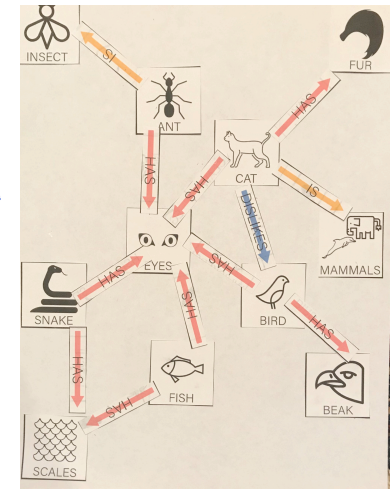 INSECT
FUR
IS
ANT
HAS
CAT
HAS
HAS
IS
DISLIKES
EYES
MAMMALS
HAS
HAS
SNAKE
HAS
BIRD
HAS
HAS
FISH
HAS
BEAK
SCALES